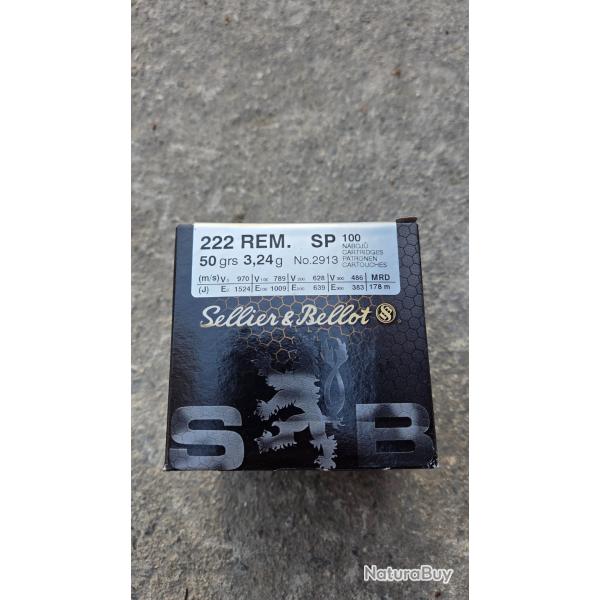 222 REM. SP 100
NÁBOJŮ
CARTRIDGES
50 grs 3,24 g No.2913 PATRONEN
CARTOUCHES
(m/s) V0 970 V100 789 V200 628 V300 486 MRD
(J) E0 1524 E100 1009 E200 639 E300 383 178 m
Sellier & Bellot
S B
NaturaBuy